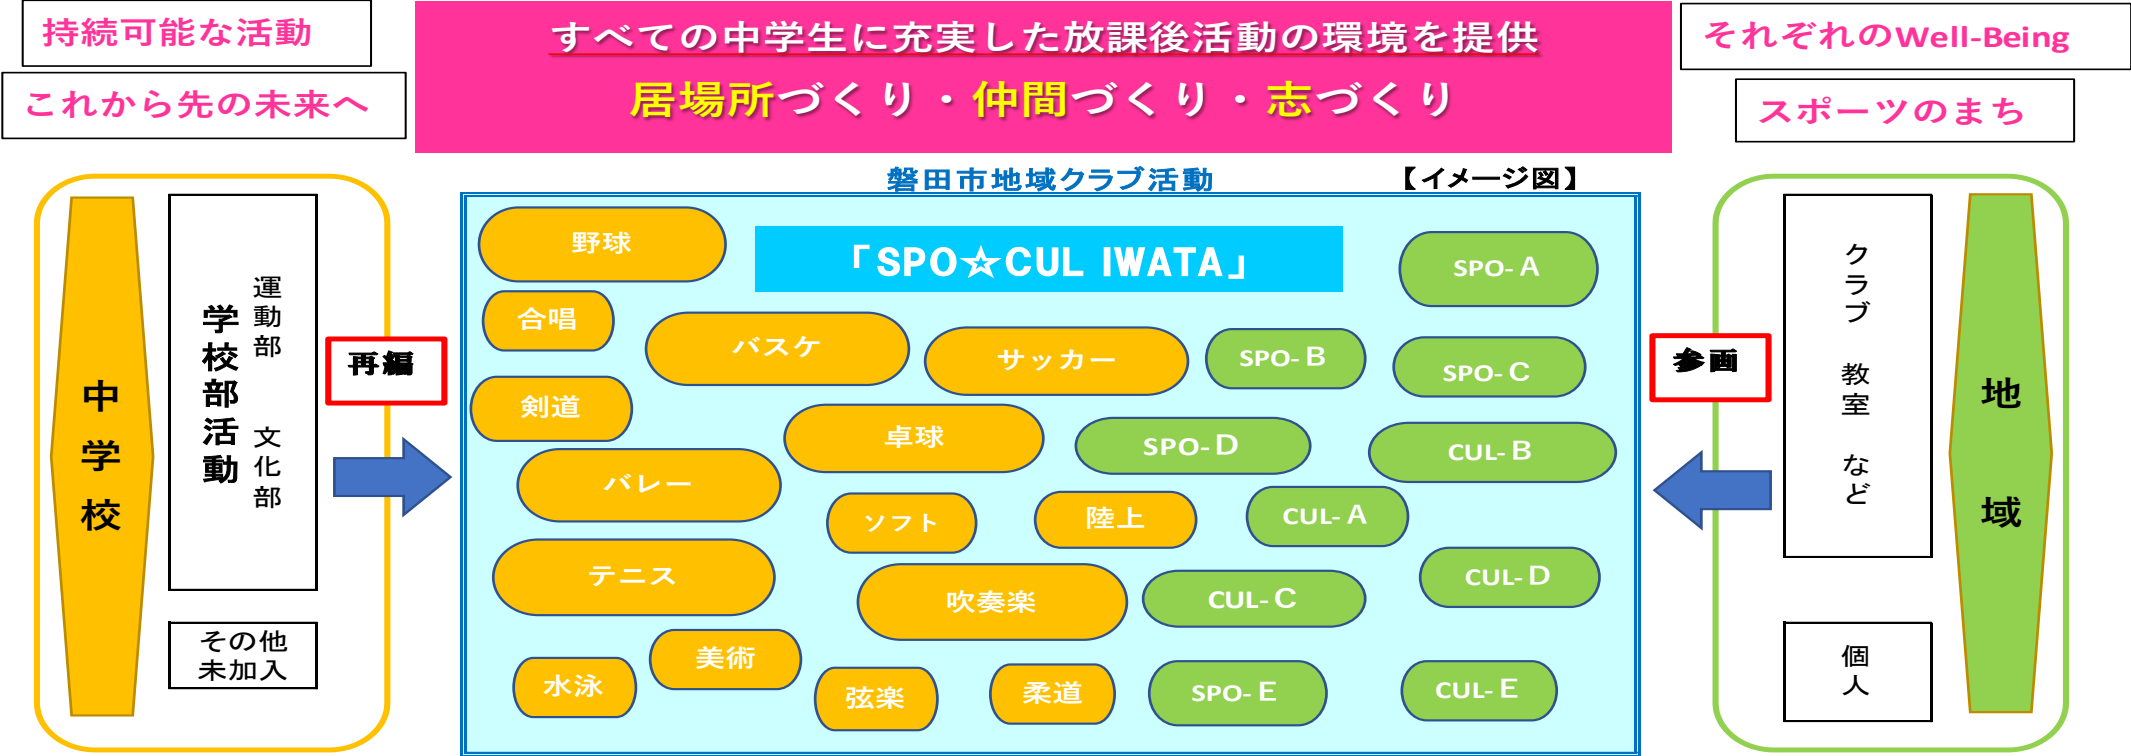 持続可能な活動
これから先の未来へ
すべての中学生に充実した放課後活動の環境を提供
居場所づくり・仲間づくり・志づくり
それぞれのWell-Being
スポーツのまち
磐田市地域クラブ活動
【イメージ図】
中学校
学校部活動
運動部 文化部
その他
未加入
再編
「SPO☆CUL IWATA」
野球
合唱
バスケ
サッカー
剣道
卓球
バレー
ソフト
陸上
テニス
吹奏楽
美術
水泳
弦楽
柔道
SPO- A
SPO- B
SPO- C
SPO- D
CUL- B
CUL- A
CUL- D
CUL- C
SPO- E
CUL- E
参画
クラブ 教室 など
個人
地域